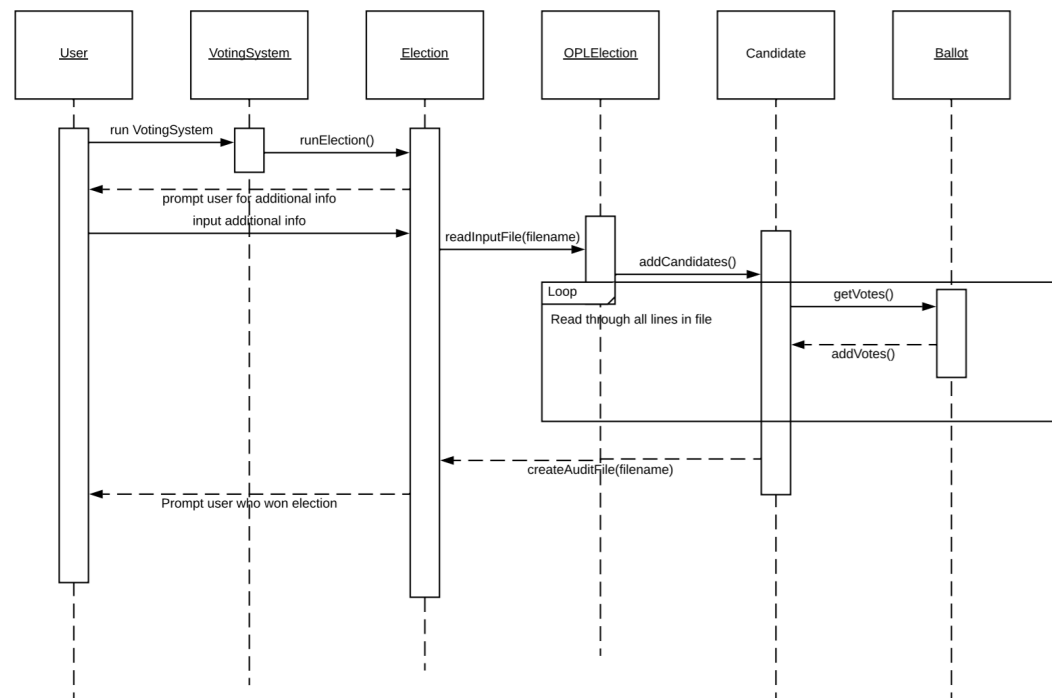 User
VotingSystem
Election
OPLElection
Candidate
Ballot
run VotingSystem
runElection()
prompt user for additional info
input additional info
readInputFile(filename)
addCandidates()
Loop
getVotes()
Read through all lines in file
addVotes()
createAuditFile(filename)
Prompt user who won election